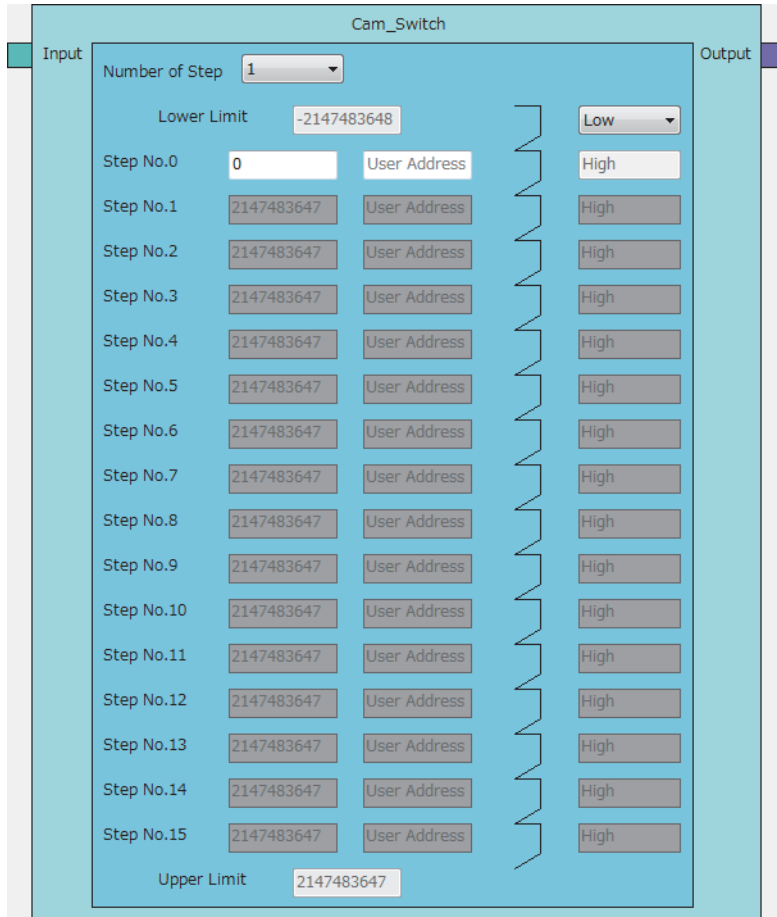 Cam_Switch
Input
Output
Number of Step 1
Lower Limit -2147483648 Low
Step No.0 0 User Address High
Step No.1 2147483647 User Address High
Step No.2 2147483647 User Address High
Step No.3 2147483647 User Address High
Step No.4 2147483647 User Address High
Step No.5 2147483647 User Address High
Step No.6 2147483647 User Address High
Step No.7 2147483647 User Address High
Step No.8 2147483647 User Address High
Step No.9 2147483647 User Address High
Step No.10 2147483647 User Address High
Step No.11 2147483647 User Address High
Step No.12 2147483647 User Address High
Step No.13 2147483647 User Address High
Step No.14 2147483647 User Address High
Step No.15 2147483647 User Address High
Upper Limit 2147483647